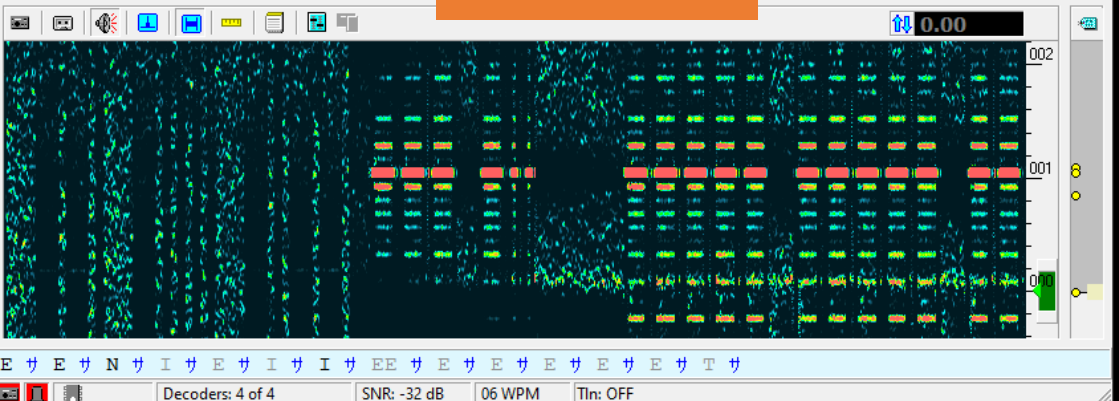 0.00
002
001
000
E サ E サ N サ I サ E サ I サ I サ EE サ E サ E サ E サ E サ E サ T サ
Decoders: 4 of 4 SNR: -32 dB 06 WPM Tln: OFF